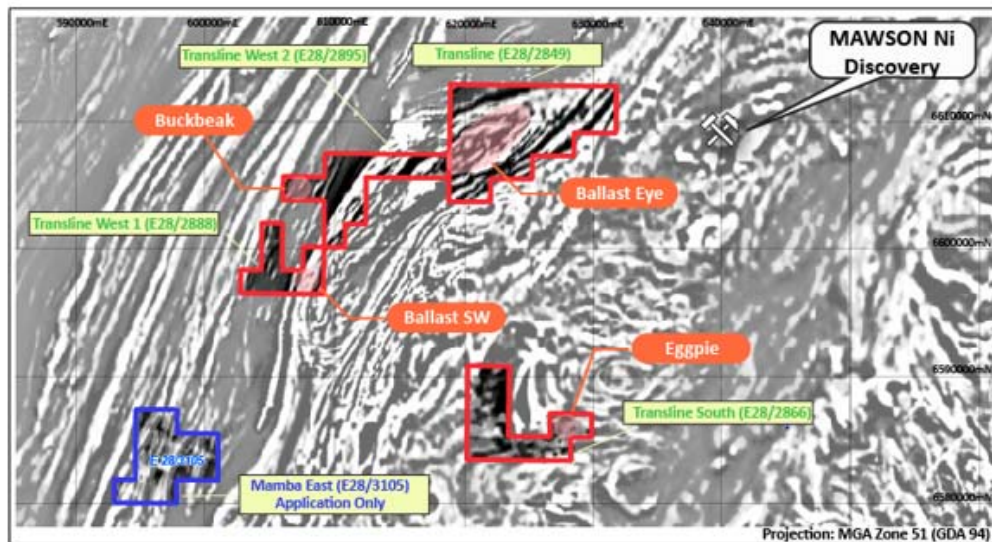 590000mE
600000mE
610000mE
620000mE
630000mE
640000mE
Transline West 2 (E28/2895)
Transline (E28/2849)
MAWSON Ni
Discovery
Buckbeak
6610000mN
Ballast Eye
Transline West 1 (E28/2888)
6600000mN
Ballast SW
Eggpie
6590000mN
Transline South (E28/2866)
E 28/3105
Mamba East (E28/3105)
Application Only
6580000mN
Projection: MGA Zone 51 (GDA 94)